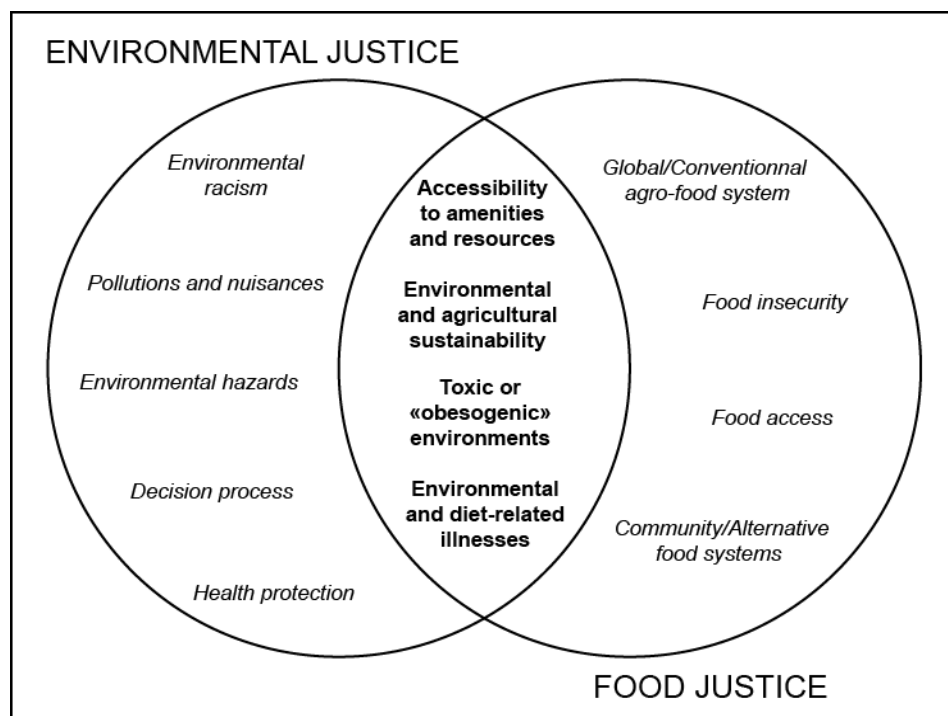 ENVIRONMENTAL JUSTICE
Environmental
racism
Pollutions and nuisances
Environmental hazards
Decision process
Health protection
Accessibility
to amenities
and resources
Environmental
and agricultural
sustainability
Toxic or
«obesogenic»
environments
Environmental
and diet-related
illnesses
Global/Conventionnal
agro-food system
Food insecurity
Food access
Community/Alternative
food systems
FOOD JUSTICE